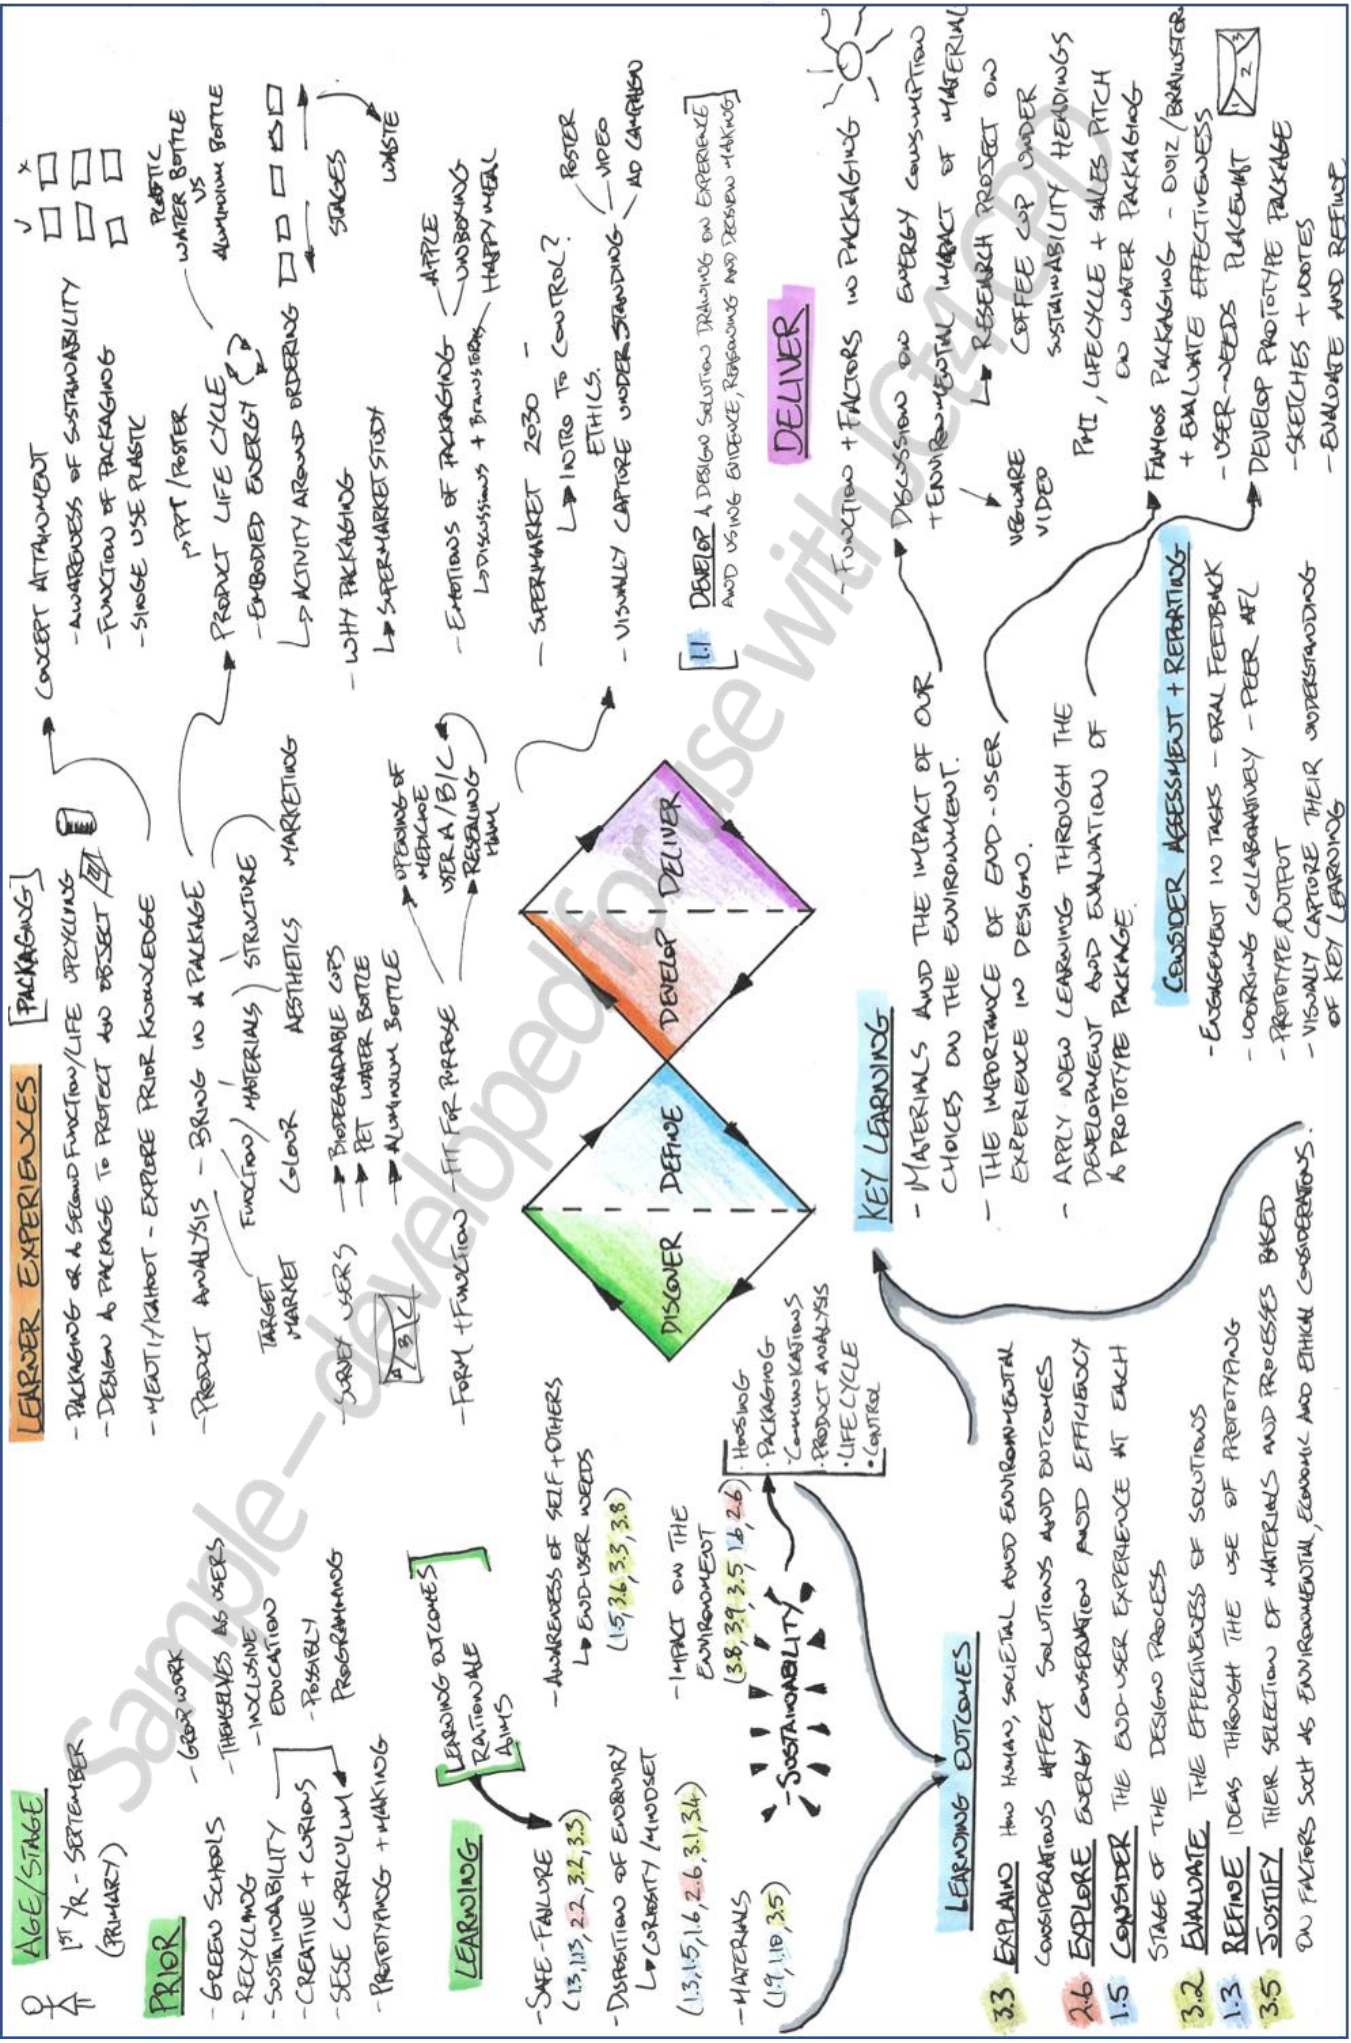 AGE/STAGE
1ST YR - SEPTEMBER
(PRIMARY)
PRIOR
- GREEN SCHOOLS
- RECYCLING
- SUSTAINABILITY
- CREATIVE + CURIOUS
- SESE CURRICULUM
- PROTOTYPING + MAKING
- GROUPWORK
- THEMSELVES AS USERS
- INCLUSIVE
EDUCATION
- POSSIBLY
PROGRAMMING
LEARNING
LEARNING OUTCOMES
RATIONALE
AIMS
- SAFE-FAILURE
(1.3, 1.13, 2.2, 3.2, 3.5)
- DISPOSITION OF ENQUIRY
CURIOSITY/MINDSET
(1.3, 1.5, 1.6, 2.6, 3.1, 3.4)
- MATERIALS
(1.9, 1.10, 3.5)
- AWARENESS OF SELF + OTHERS
END-USER NEEDS
(1.5, 3.6, 3.3, 3.8)
- IMPACT ON THE
ENVIRONMENT
(3.8, 3.9, 3.5, 1.6, 2.6)
- SUSTAINABILITY
· HOUSING
· PACKAGING
· COMMUNICATIONS
· PRODUCT ANALYSIS
· LIFE CYCLE
· CONTROL
LEARNING OUTCOMES
3.3 EXPLAIN HOW HUMAN, SOCIETAL AND ENVIRONMENTAL
CONSIDERATIONS AFFECT SOLUTIONS AND OUTCOMES
2.6 EXPLORE ENERGY CONSERVATION AND EFFICIENCY
1.5 CONSIDER THE END-USER EXPERIENCE AT EACH
STAGE OF THE DESIGN PROCESS
3.2 EVALUATE THE EFFECTIVENESS OF SOLUTIONS
1.3 REFINE IDEAS THROUGH THE USE OF PROTOTYPING
3.5 JUSTIFY THEIR SELECTION OF MATERIALS AND PROCESSES BASED
ON FACTORS SUCH AS ENVIRONMENTAL, ECONOMIC AND ETHICAL CONSIDERATIONS.
LEARNER EXPERIENCES [PACKAGING]
- PACKAGING OR A SECOND FUNCTION/LIFE UPCYCLING
- DESIGN A PACKAGE TO PROTECT AN OBJECT
- MENTI/KAHOOT - EXPLORE PRIOR KNOWLEDGE
- PRODUCT ANALYSIS - BRING IN A PACKAGE
TARGET
MARKET
FUNCTION/MATERIALS/STRUCTURE
COLOUR AESTHETICS MARKETING
- SURVEY USERS
A/B/C
BIODEGRADABLE CUPS
PET WATER BOTTLE
ALUMINIUM BOTTLE
- FORM + FUNCTION - FIT FOR PURPOSE
OPENING OF
MEDICINE
USER A/B/C
RESEALING
HAM
DISCOVER DEFINE DEVELOP DELIVER
CONCEPT ATTAINMENT
- AWARENESS OF SUSTAINABILITY
- FUNCTION OF PACKAGING
- SINGLE USE PLASTIC
PPT/POSTER
PRODUCT LIFE CYCLE
PLASTIC
WATER BOTTLE
VS
ALUMINIUM BOTTLE
- EMBODIED ENERGY
ACTIVITY AROUND ORDERING
STAGES
WASTE
- WHY PACKAGING
SUPERMARKET STUDY
- EMOTIONS OF PACKAGING
DISCUSSIONS + BRAINSTORM
APPLE
UNBOXING
HAPPY MEAL
- SUPERMARKET 2030 -
INTRO TO CONTROL?
ETHICS.
- VISUALLY CAPTURE UNDERSTANDING
POSTER
VIDEO
AD CAMPAIGN
[1.1 DEVELOP A DESIGN SOLUTION DRAWING ON EXPERIENCE
AND USING EVIDENCE, REASONING AND DESIGN MAKING]
KEY LEARNING
- MATERIALS AND THE IMPACT OF OUR
CHOICES ON THE ENVIRONMENT.
- THE IMPORTANCE OF END-USER
EXPERIENCE IN DESIGN.
- APPLY NEW LEARNING THROUGH THE
DEVELOPMENT AND EVALUATION OF
A PROTOTYPE PACKAGE.
CONSIDER ASSESSMENT + REPORTING
- ENGAGEMENT IN TASKS - ORAL FEEDBACK
- WORKING COLLABORATIVELY - PEER AFL
- PROTOTYPE/OUTPUT
- VISUALLY CAPTURE THEIR UNDERSTANDING
OF KEY LEARNING
DELIVER
- FUNCTION + FACTORS IN PACKAGING
DISCUSSION ON ENERGY CONSUMPTION
+ ENVIRONMENTAL IMPACT OF MATERIAL
VEGWARE
VIDEO
RESEARCH PROJECT ON
COFFEE CUP UNDER
SUSTAINABILITY HEADINGS
PMI, LIFECYCLE + SALES PITCH
ON WATER PACKAGING
FAMOUS PACKAGING - QUIZ/BRAINSTORM
+ EVALUATE EFFECTIVENESS
- USER-NEEDS PLACEMAT
1 2 3
DEVELOP PROTOTYPE PACKAGE
- SKETCHES + NOTES
- EVALUATE AND REFINE
Sample - developed for use with JCt4 CPD